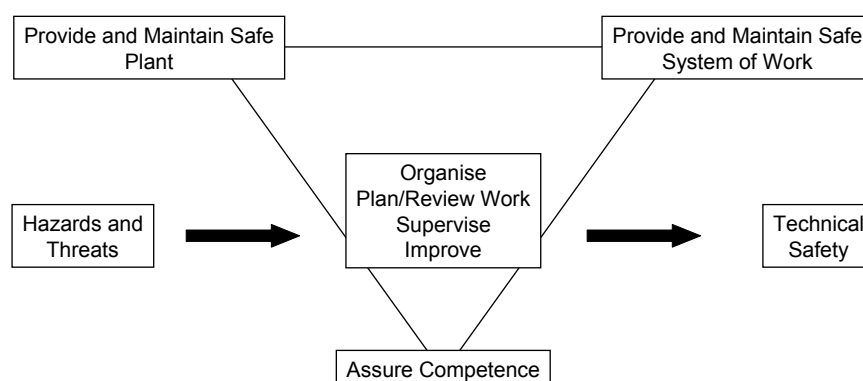 Provide and Maintain Safe
Plant
Provide and Maintain Safe
System of Work
Organise
Plan/Review Work
Supervise
Improve
Hazards and
Threats
Technical
Safety
Assure Competence